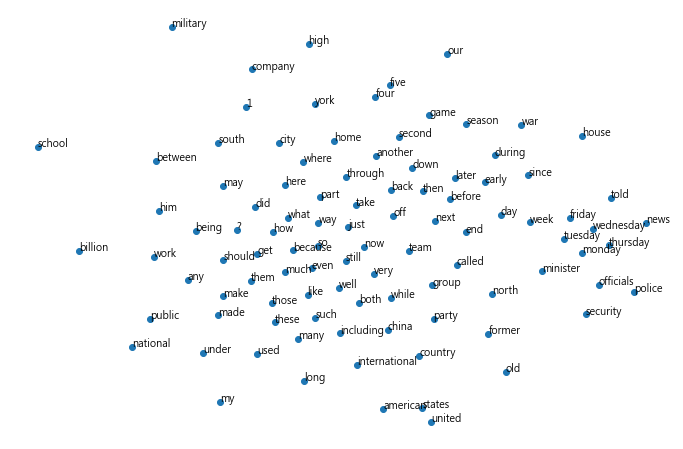 military
high
our
company
five
four
1
york
game
season
war
second
house
school
south
city
home
another
during
between
where
down
through
later
since
early
may
here
back
then
told
part
before
him
did
take
what
off
day
friday
way
next
week
news
being
?
how
just
end
wednesday
tuesday
so
now
thursday
billion
because
team
monday
work
should
get
still
called
much
even
very
minister
any
them
well
group
officials
make
like
north
police
those
both
while
public
made
these
such
party
security
many
including
china
former
national
under
used
country
international
old
long
my
american
states
united